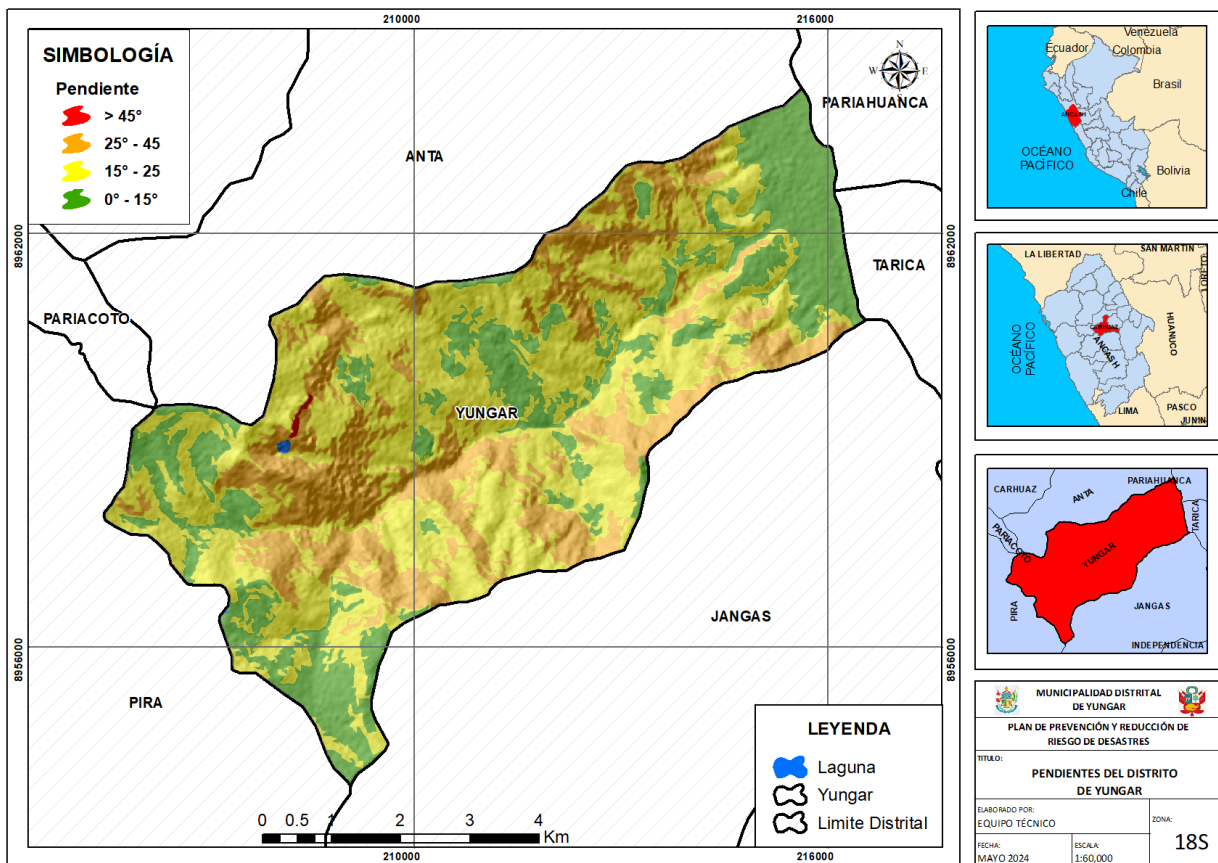 210000
216000
SIMBOLOGÍA
Pendiente
> 45°
25° - 45
15° - 25
0° - 15°
N
W
E
S
PARIAHUANCA
ANTA
8962000
8962000
TARICA
PARIACOTO
YUNGAR
JANGAS
8956000
8956000
PIRA
LEYENDA
Laguna
Yungar
Limite Distrital
0 0.5 1 2 3 4
Km
210000
216000
Venezuela
Écuador
Colombia
Brasil
ANCASH
OCÉANO
PACÍFICO
Bolivia
Chile
SAN MARTIN
LA LIBERTAD
LORETO
HUANUCO
CARHUAZ
ANCASH
OCÉANO
PACÍFICO
LIMA
PASCO
JUNIN
PARIAHUANCA
CARHUAZ
ANTA
TARICA
PARIACOTO
YUNGAR
PIRA
JANGAS
INDEPENDENCIA
MUNICIPALIDAD DISTRITAL
DE YUNGAR
PLAN DE PREVENCIÓN Y REDUCCIÓN DE
RIESGO DE DESASTRES
TITULO:
PENDIENTES DEL DISTRITO
DE YUNGAR
ELABORADO POR:
EQUIPO TÉCNICO
ZONA:
18S
FECHA:
MAYO 2024
ESCALA:
1:60,000